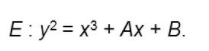 E : y² = x³ + Ax + B.